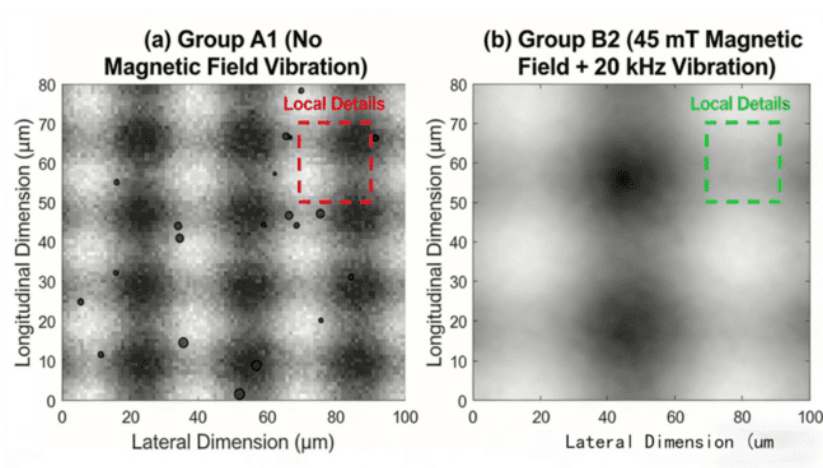 (a) Group A1 (No
Magnetic Field Vibration)
Local Details
Longitudinal Dimension (μm)
80
70
60
50
40
30
20
10
0
0 20 40 60 80 100
Lateral Dimension (μm)
(b) Group B2 (45 mT Magnetic
Field + 20 kHz Vibration)
Local Details
Longitudinal Dimension (μm)
80
70
60
50
40
30
20
10
0
0 20 40 60 80 100
Lateral Dimension (um